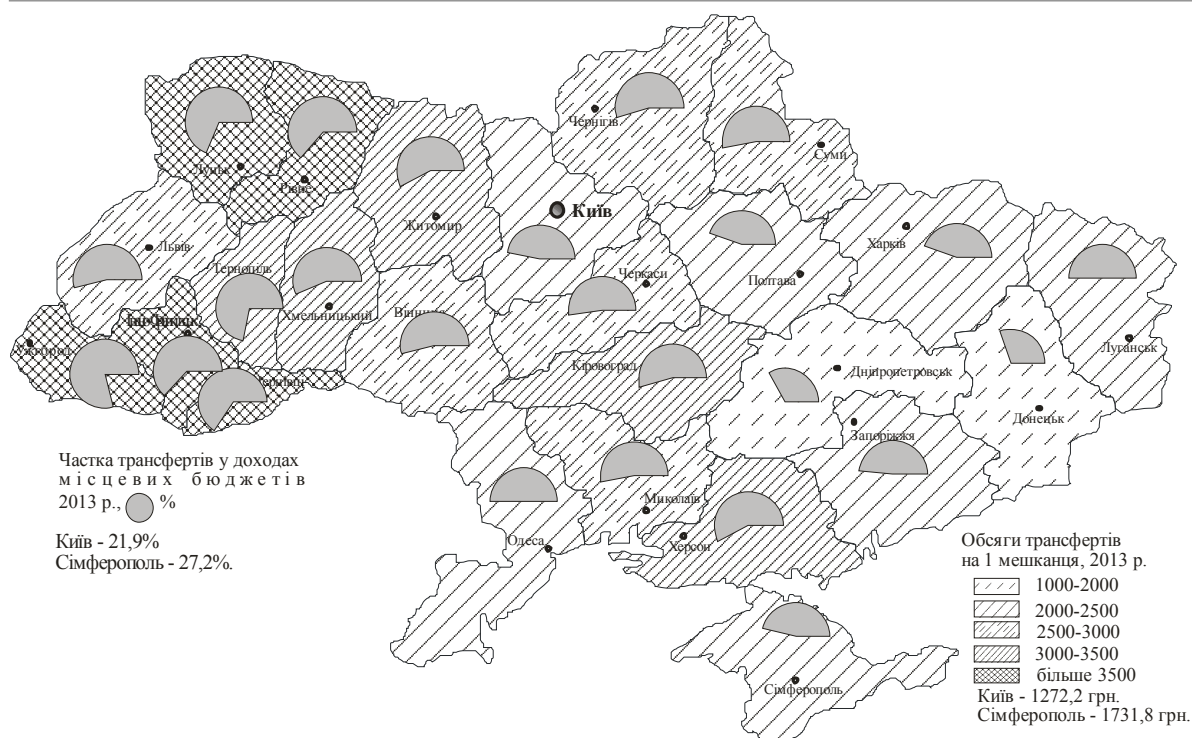 Чернігів
Суми
Луцьк
Рівне
Київ
Житомир
Харків
Львів
Тернопіль
Черкаси
Полтава
Хмельницький
Луганськ
Ужгород
Кіровоград
Дніпропетровськ
Донецьк
Запоріжжя
Частка трансфертів у доходах
місцевих бюджетів
2013 р., %
Київ - 21,9%
Сімферополь - 27,2%.
Миколаїв
Херсон
Одеса
Сімферополь
Обсяги трансфертів
на 1 мешканця, 2013 р.
1000-2000
2000-2500
2500-3000
3000-3500
більше 3500
Київ - 1272,2 грн.
Сімферополь - 1731,8 грн.